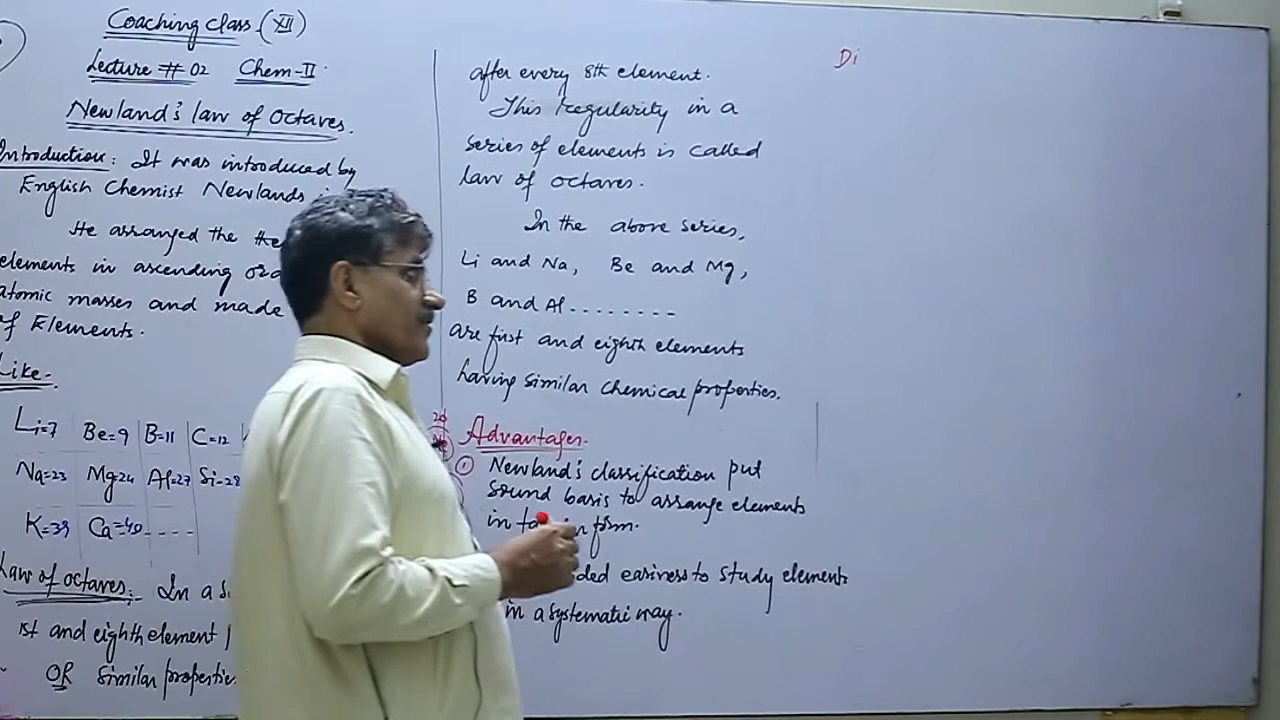 Coaching class (XII)
Lecture # 02 Chem-II
Newland's law of Octaves.
Introduction: It was introduced by
English Chemist Newlands
He arranged the
elements in ascending
atomic masses and made
of Elements.
Like:
Li=7 Be=9 B=11 C=12
Na=23 Mg=24 Al=27 Si=28
K=39 Ca=40 - - - -
Law of octaves: In a
1st and eighth element
OR Similar properties
after every 8th element.
This regularity in a
series of elements is called
law of octaves.
In the above series,
Li and Na, Be and Mg,
B and Al - - - - - - - -
are first and eighth elements
having similar chemical properties.
Advantages.
① Newland's classification put
sound basis to arrange elements
in form.
easiness to study elements
in a systematic way.
Di